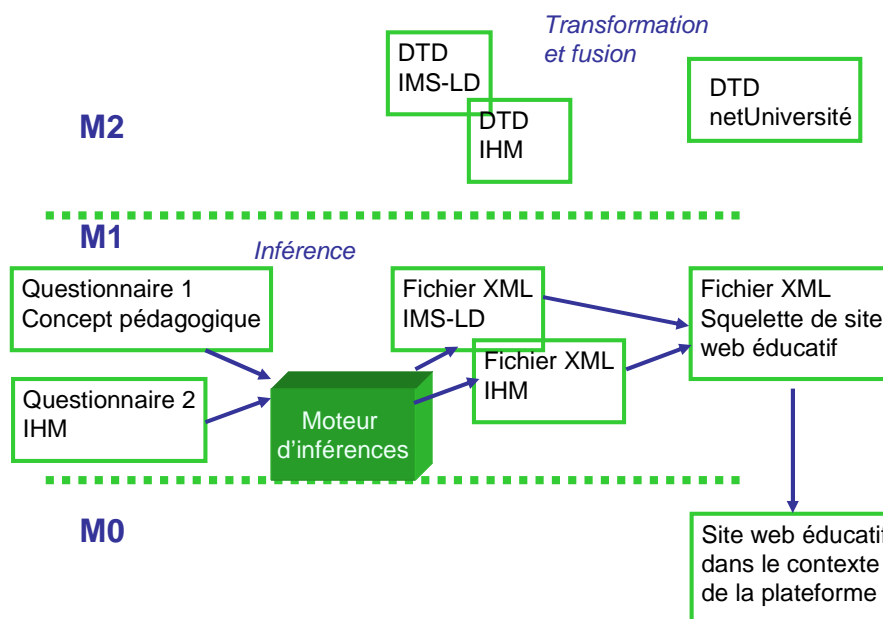 Transformation
et fusion
DTD
IMS-LD
DTD
IHM
DTD
netUniversité
M2
M1
Inférence
Questionnaire 1
Concept pédagogique
Fichier XML
IMS-LD
Fichier XML
Squelette de site
web éducatif
Fichier XML
IHM
Questionnaire 2
IHM
Moteur
d'inférences
M0
Site web éducatif
dans le contexte
de la plateforme